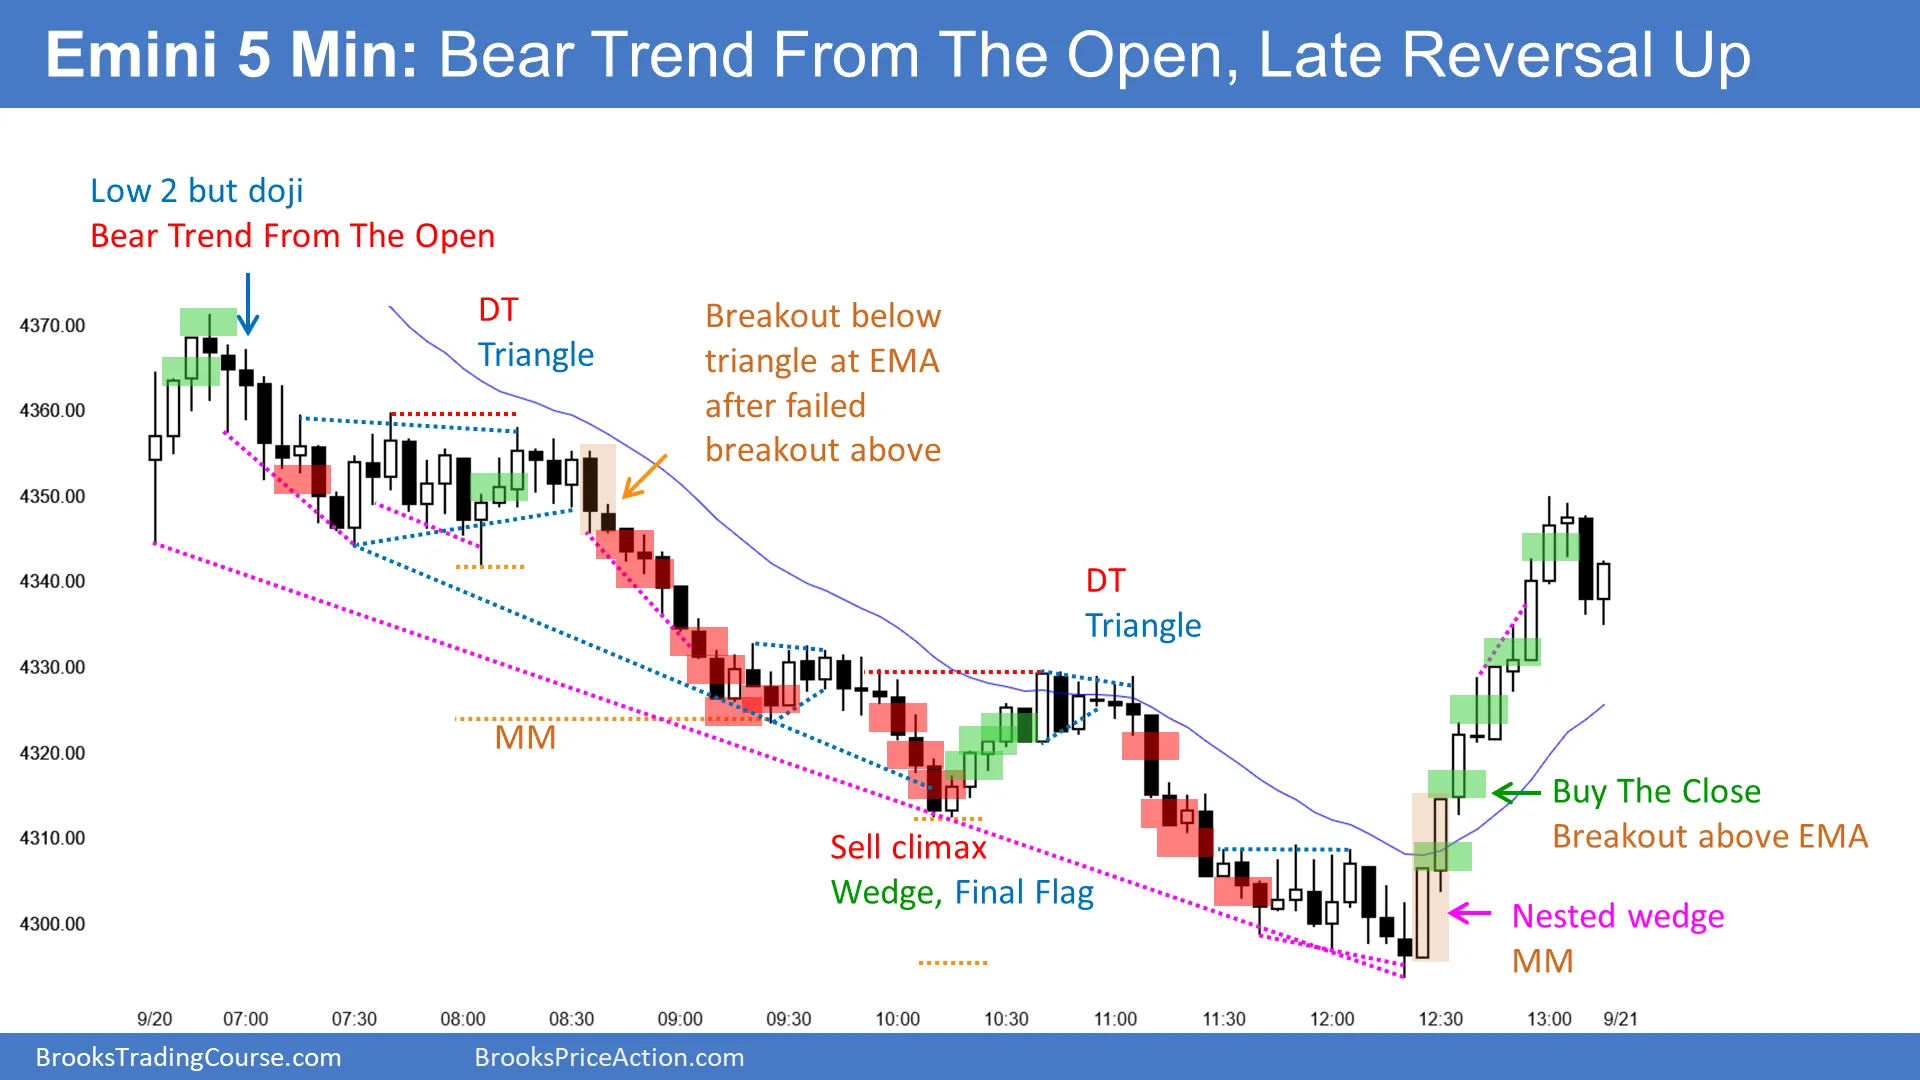 Emini 5 Min: Bear Trend From The Open, Late Reversal Up
Low 2 but doji
Bear Trend From The Open
DT
Triangle
Breakout below
triangle at EMA
after failed
breakout above
4370.00
4360.00
4350.00
4340.00
4330.00
4320.00
4310.00
4300.00
MM
DT
Triangle
Sell climax
Wedge, Final Flag
Buy The Close
Breakout above EMA
Nested wedge
MM
9/20 07:00 07:30 08:00 08:30 09:00 09:30 10:00 10:30 11:00 11:30 12:00 12:30 13:00 9/21
BrooksTradingCourse.com BrooksPriceAction.com